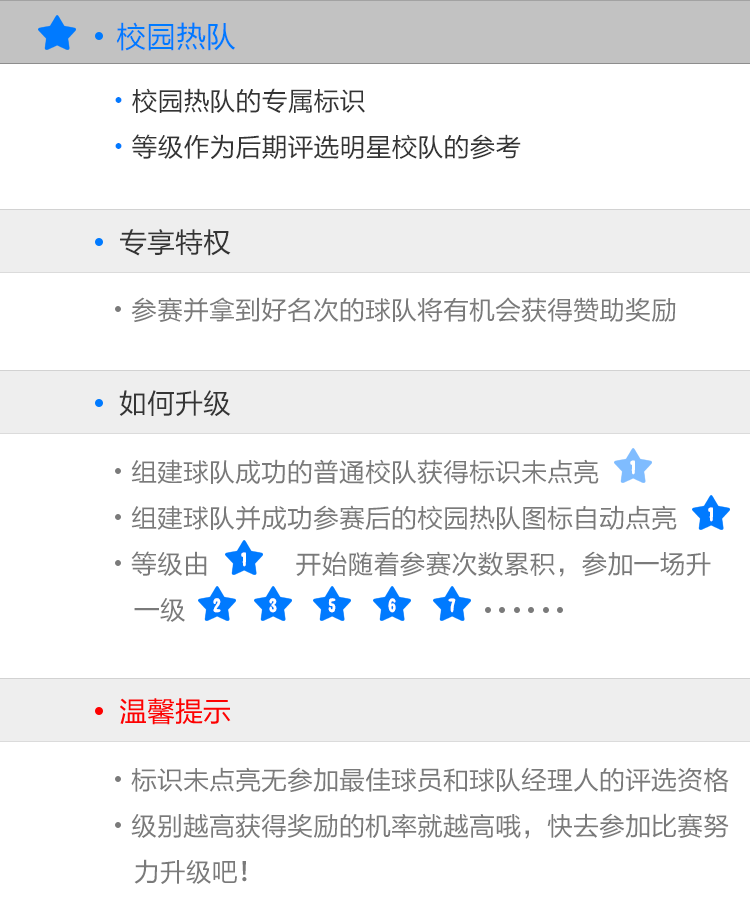 • 校园热队
• 校园热队的专属标识
• 等级作为后期评选明星校队的参考
• 专享特权
• 参赛并拿到好名次的球队将有机会获得赞助奖励
• 如何升级
• 组建球队成功的普通校队获得标识未点亮 1
• 组建球队并成功参赛后的校园热队图标自动点亮 1
• 等级由 1 开始随着参赛次数累积，参加一场升
一级 2 3 5 6 7 ••••••
• 温馨提示
• 标识未点亮无参加最佳球员和球队经理人的评选资格
• 级别越高获得奖励的机率就越高哦，快去参加比赛努
力升级吧！